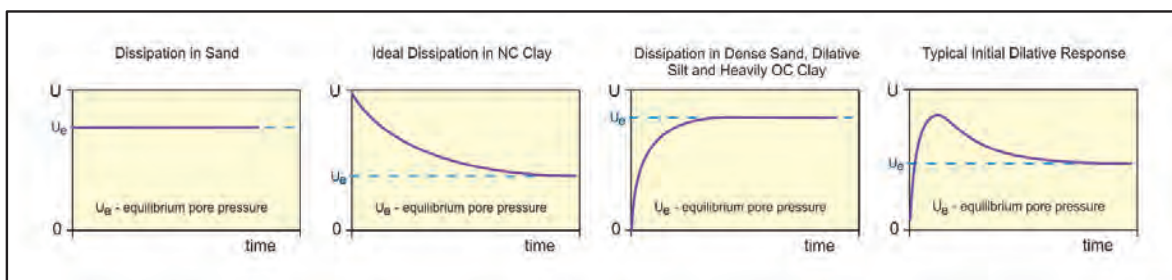 Dissipation in Sand
U
Ue
Ue - equilibrium pore pressure
0
time
Ideal Dissipation in NC Clay
U
Ue
Ue - equilibrium pore pressure
0
time
Dissipation in Dense Sand, Dilative
Silt and Heavily OC Clay
U
Ue
Ue - equilibrium pore pressure
0
time
Typical Initial Dilative Response
U
Ue
Ue - equilibrium pore pressure
0
time